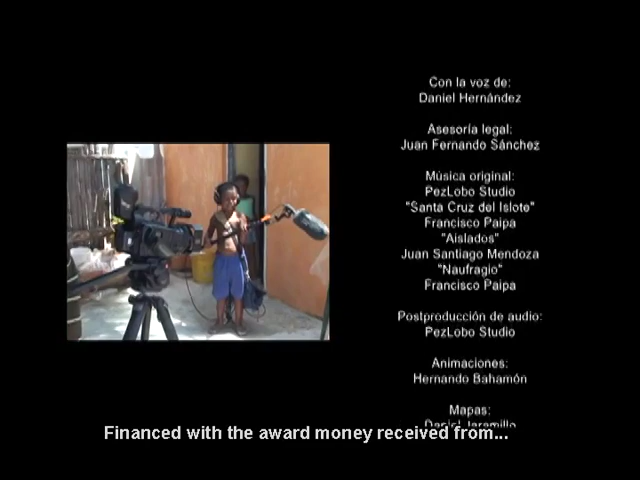 Con la voz de:
Daniel Hernández
Asesoría legal:
Juan Fernando Sánchez
Música original:
PezLobo Studio
"Santa Cruz del Islote"
Francisco Paipa
"Aislados"
Juan Santiago Mendoza
"Naufragio"
Francisco Paipa
Postproducción de audio:
PezLobo Studio
Animaciones:
Hernando Bahamón
Mapas:
Daniel Jaramillo
Financed with the award money received from...